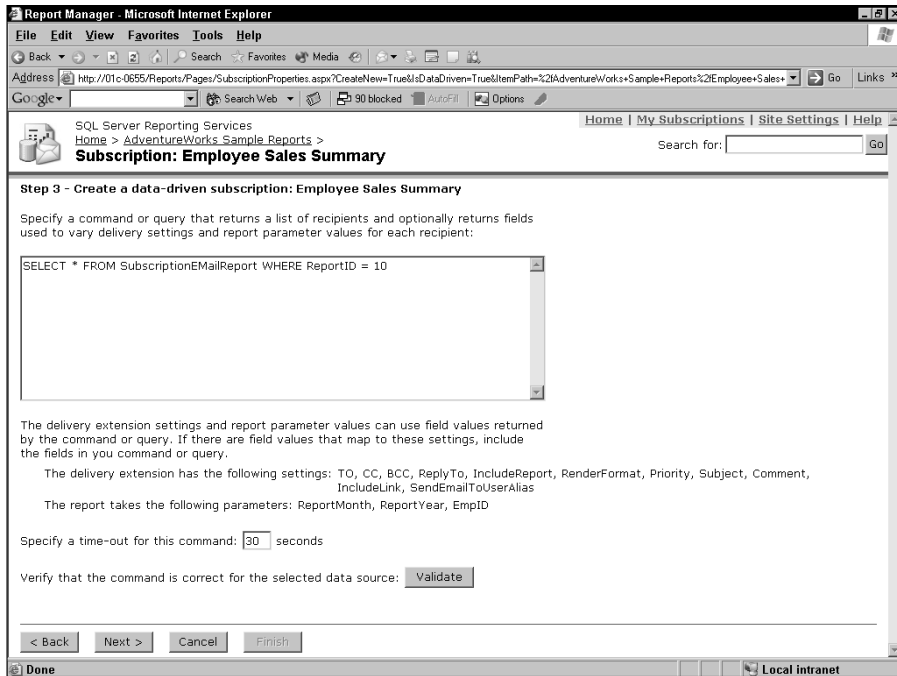 Report Manager - Microsoft Internet Explorer
File Edit View Favorites Tools Help
Back Search Favorites Media
Address http://01c-0655/Reports/Pages/SubscriptionProperties.aspx?CreateNew=True&IsDataDriven=True&ItemPath=%2fAdventureWorks+Sample+Reports%2fEmployee+Sales+ Go Links »
Google Search Web 90 blocked AutoFill Options
SQL Server Reporting Services
Home | My Subscriptions | Site Settings | Help
Home > AdventureWorks Sample Reports >
Subscription: Employee Sales Summary
Search for: Go
Step 3 - Create a data-driven subscription: Employee Sales Summary
Specify a command or query that returns a list of recipients and optionally returns fields
used to vary delivery settings and report parameter values for each recipient:
SELECT * FROM SubscriptionEMailReport WHERE ReportID = 10
The delivery extension settings and report parameter values can use field values returned
by the command or query. If there are field values that map to these settings, include
the fields in you command or query.
The delivery extension has the following settings: TO, CC, BCC, ReplyTo, IncludeReport, RenderFormat, Priority, Subject, Comment,
IncludeLink, SendEmailToUserAlias
The report takes the following parameters: ReportMonth, ReportYear, EmpID
Specify a time-out for this command: 30 seconds
Verify that the command is correct for the selected data source: Validate
< Back Next > Cancel Finish
Done Local intranet